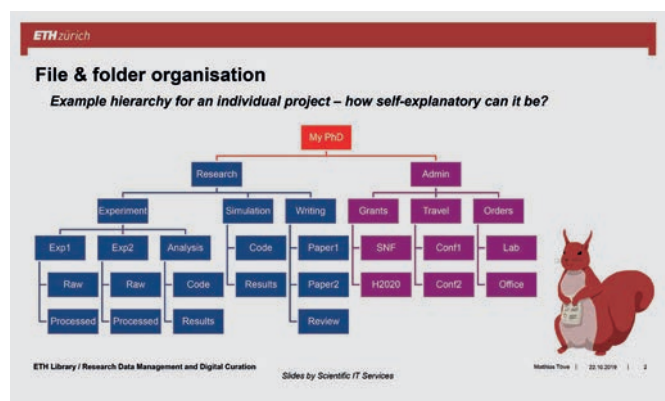 ETH zürich
File & folder organisation
Example hierarchy for an individual project – how self-explanatory can it be?
My PhD
Research Admin
Experiment Simulation Writing Grants Travel Orders
Exp1 Exp2 Analysis Code Paper1 SNF Conf1 Lab
Raw Raw Code Results Paper2 H2020 Conf2 Office
Processed Processed Results Review
ETH Library / Research Data Management and Digital Curation
Slides by Scientific IT Services
22.10.2019 | 2